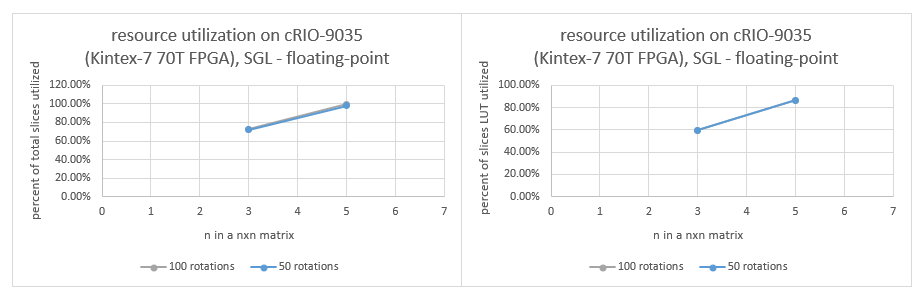 resource utilization on cRIO-9035
(Kintex-7 70T FPGA), SGL - floating-point
percent of total slices utilized
120.00%
100.00%
80.00%
60.00%
40.00%
20.00%
0.00%
0 1 2 3 4 5 6 7
n in a nxn matrix
100 rotations 50 rotations
resource utilization on cRIO-9035
(Kintex-7 70T FPGA), SGL - floating-point
percent of slices LUT utilized
100.00%
80.00%
60.00%
40.00%
20.00%
0.00%
0 1 2 3 4 5 6 7
n in a nxn matrix
100 rotations 50 rotations